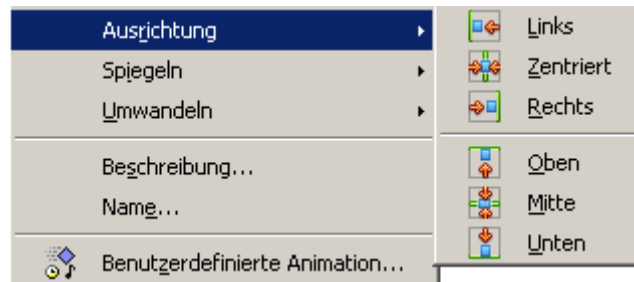 Ausrichtung
Spiegeln
Umwandeln
Beschreibung...
Name...
Benutzerdefinierte Animation...
Links
Zentriert
Rechts
Oben
Mitte
Unten